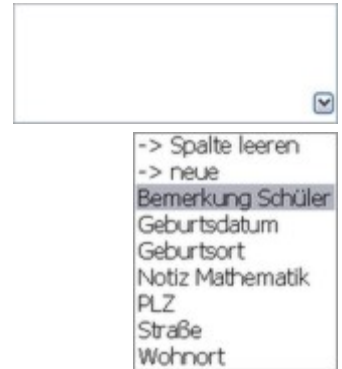 -> Spalte leeren
-> neue
Bemerkung Schüler
Geburtsdatum
Geburtsort
Notiz Mathematik
PLZ
Straße
Wohnort